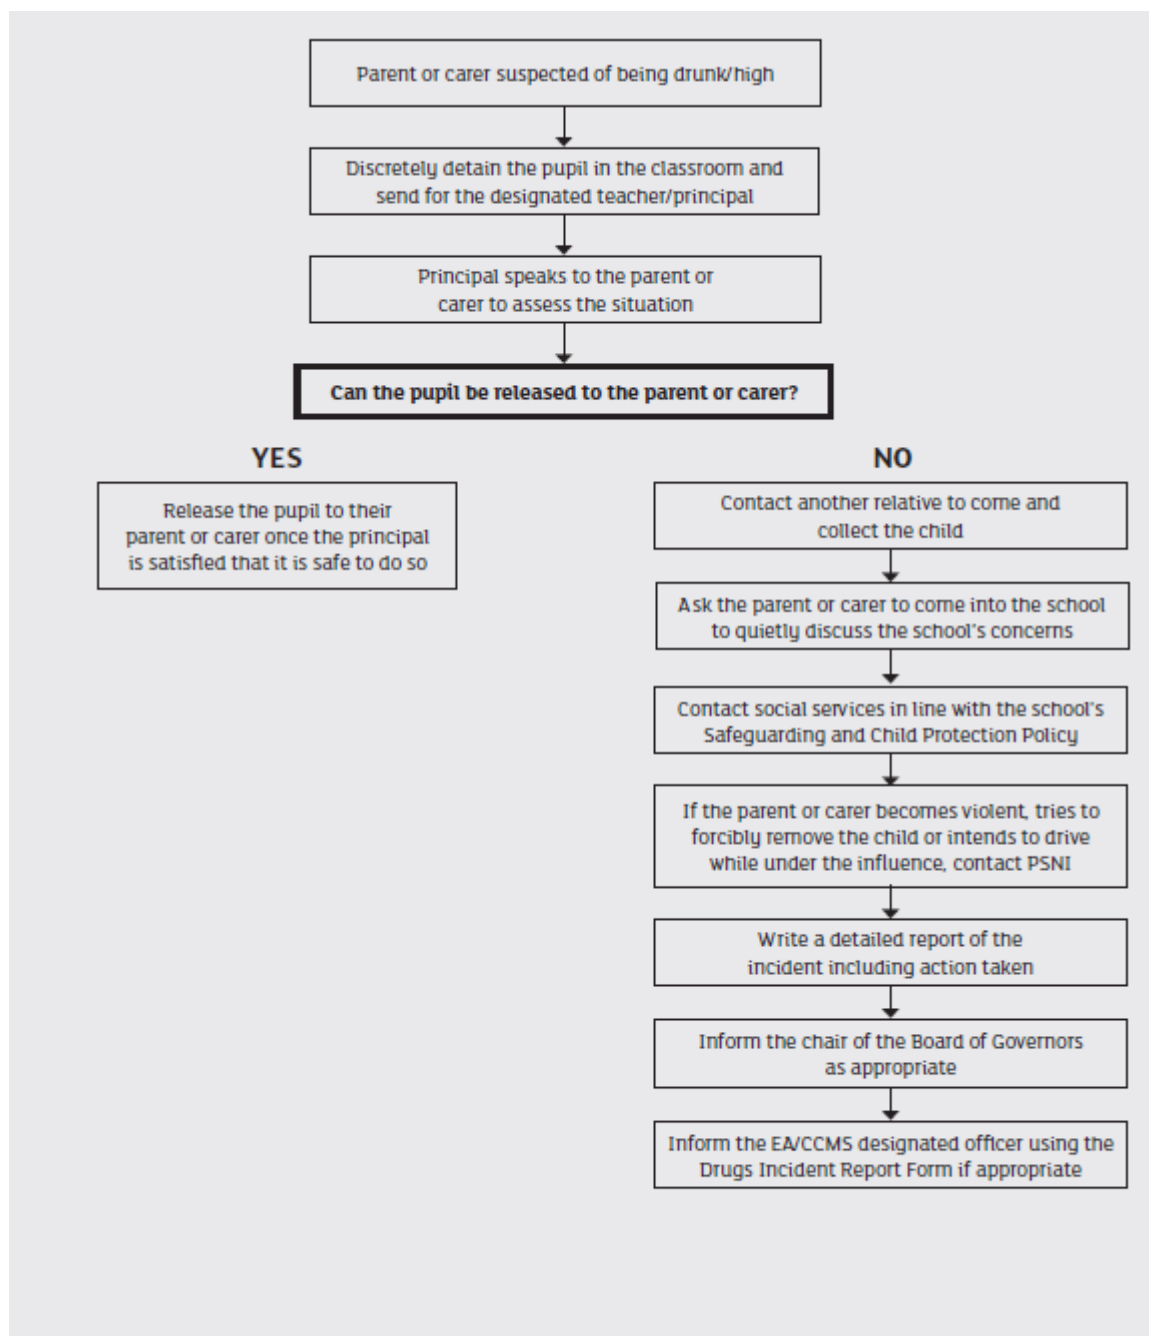 Parent or carer suspected of being drunk/high
Discretely detain the pupil in the classroom and
send for the designated teacher/principal
Principal speaks to the parent or
carer to assess the situation
Can the pupil be released to the parent or carer?
YES
Release the pupil to their
parent or carer once the principal
is satisfied that it is safe to do so
NO
Contact another relative to come and
collect the child
Ask the parent or carer to come into the school
to quietly discuss the school's concerns
Contact social services in line with the school's
Safeguarding and Child Protection Policy
If the parent or carer becomes violent, tries to
forcibly remove the child or intends to drive
while under the influence, contact PSNI
Write a detailed report of the
incident including action taken
Inform the chair of the Board of Governors
as appropriate
Inform the EA/CCMS designated officer using the
Drugs Incident Report Form if appropriate